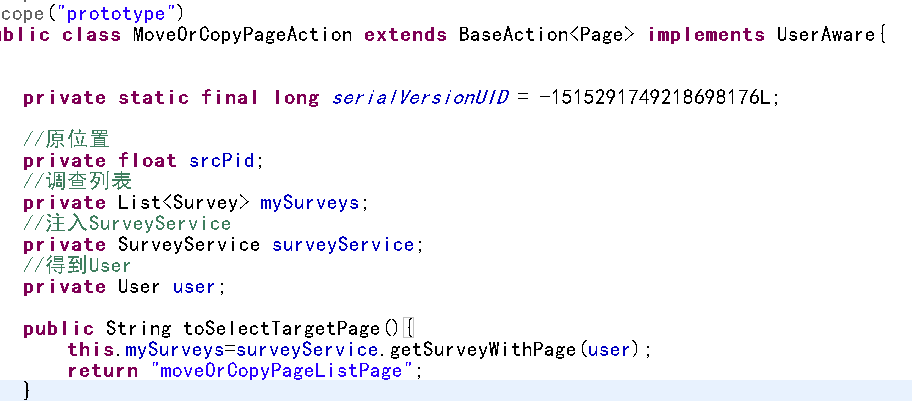 cope("prototype")
ublic class MoveOrCopyPageAction extends BaseAction<Page> implements UserAware{
private static final long serialVersionUID = -1515291749218698176L;
//原位置
private float srcPid;
//调查列表
private List<Survey> mySurveys;
//注入SurveyService
private SurveyService surveyService;
//得到User
private User user;
public String toSelectTargetPage(){
this.mySurveys=surveyService.getSurveyWithPage(user);
return "moveOrCopyPageListPage";
}